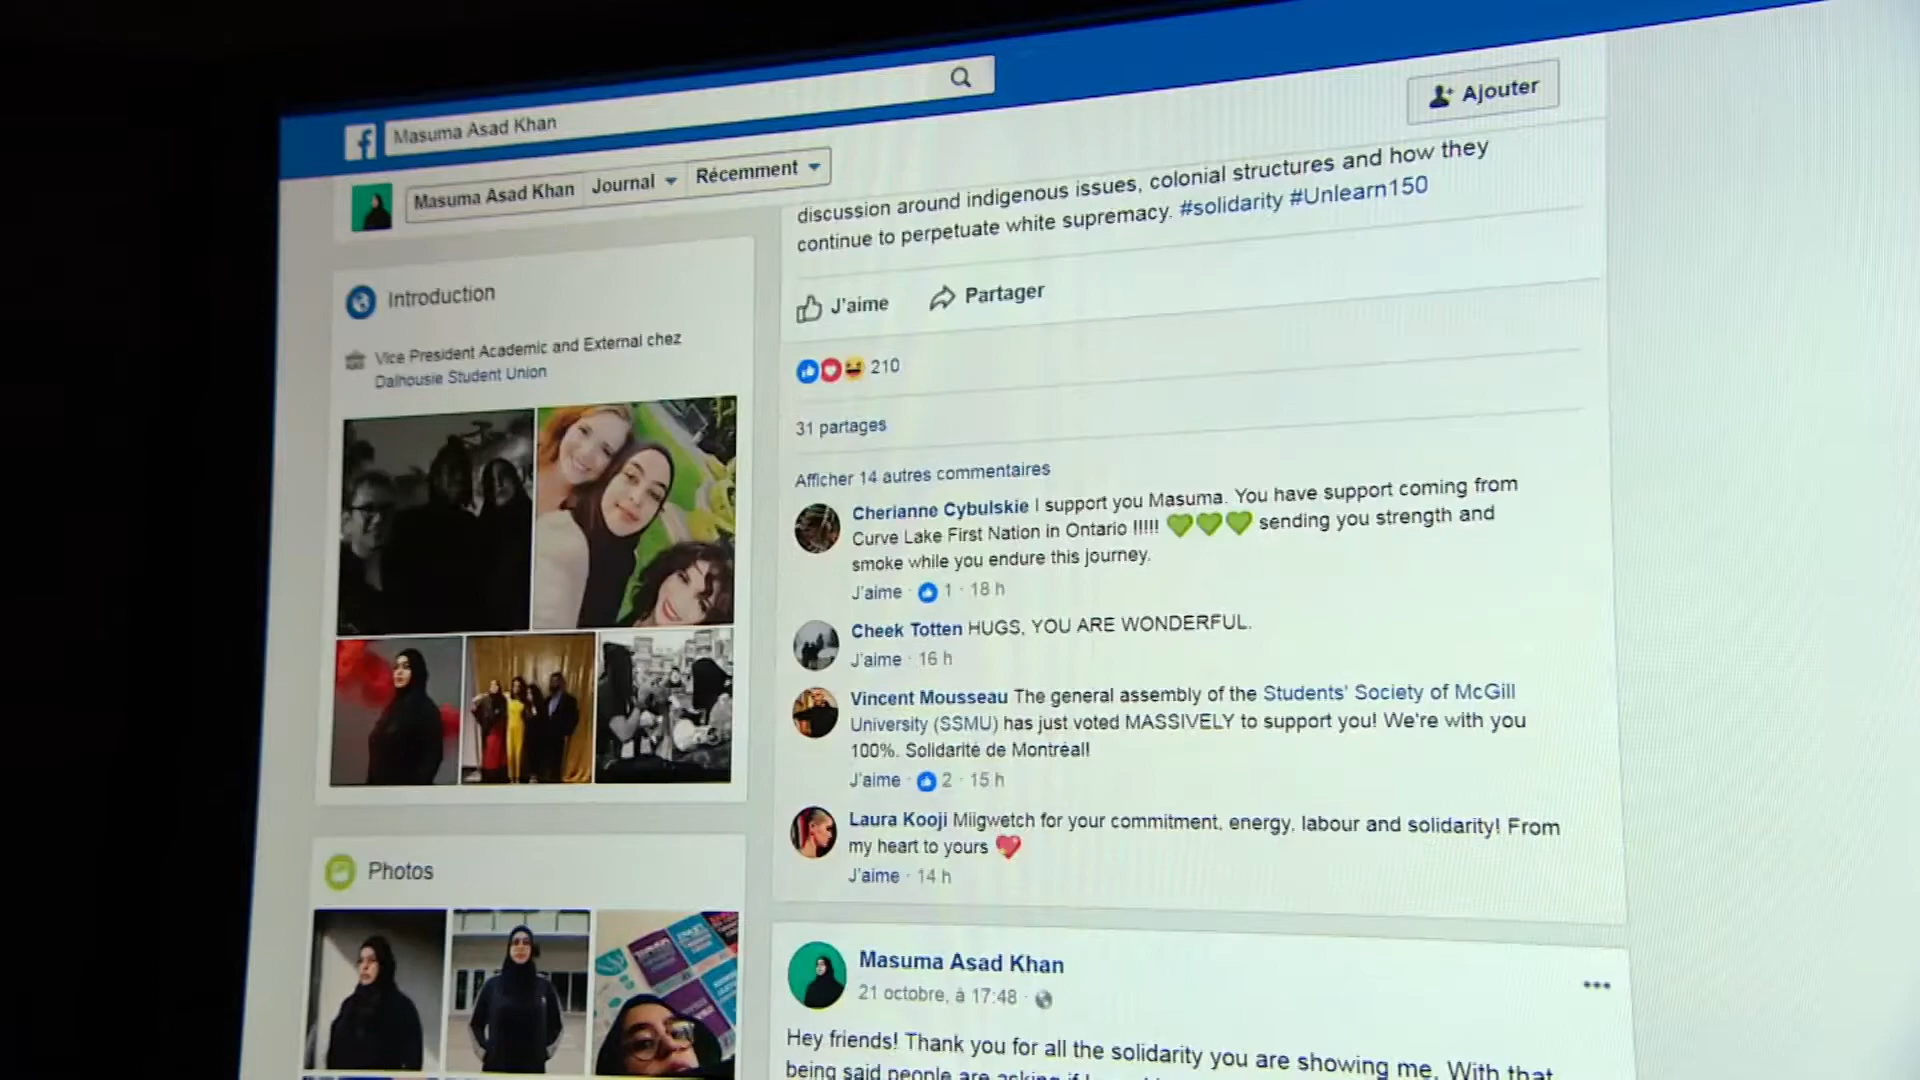 Masuma Asad Khan
Ajouter
Masuma Asad Khan
Journal
Récemment
discussion around indigenous issues, colonial structures and how they
continue to perpetuate white supremacy. #solidarity #Unlearn150
J'aime
Partager
210
31 partages
Afficher 14 autres commentaires
Cherianne Cybulskie I support you Masuma. You have support coming from
Curve Lake First Nation in Ontario !!!!! 💚💚💚 sending you strength and
smoke while you endure this journey.
J'aime · 1 · 18 h
Cheek Totten HUGS, YOU ARE WONDERFUL.
J'aime · 16 h
Vincent Mousseau The general assembly of the Students' Society of McGill
University (SSMU) has just voted MASSIVELY to support you! We're with you
100%. Solidarité de Montréal!
J'aime · 2 · 15 h
Laura Kooji Miigwetch for your commitment, energy, labour and solidarity! From
my heart to yours 💖
J'aime · 14 h
Masuma Asad Khan
21 octobre, à 17:48 ·
Hey friends! Thank you for all the solidarity you are showing me. With that
being said people are asking if
Introduction
Vice President Academic and External chez
Dalhousie Student Union
Photos